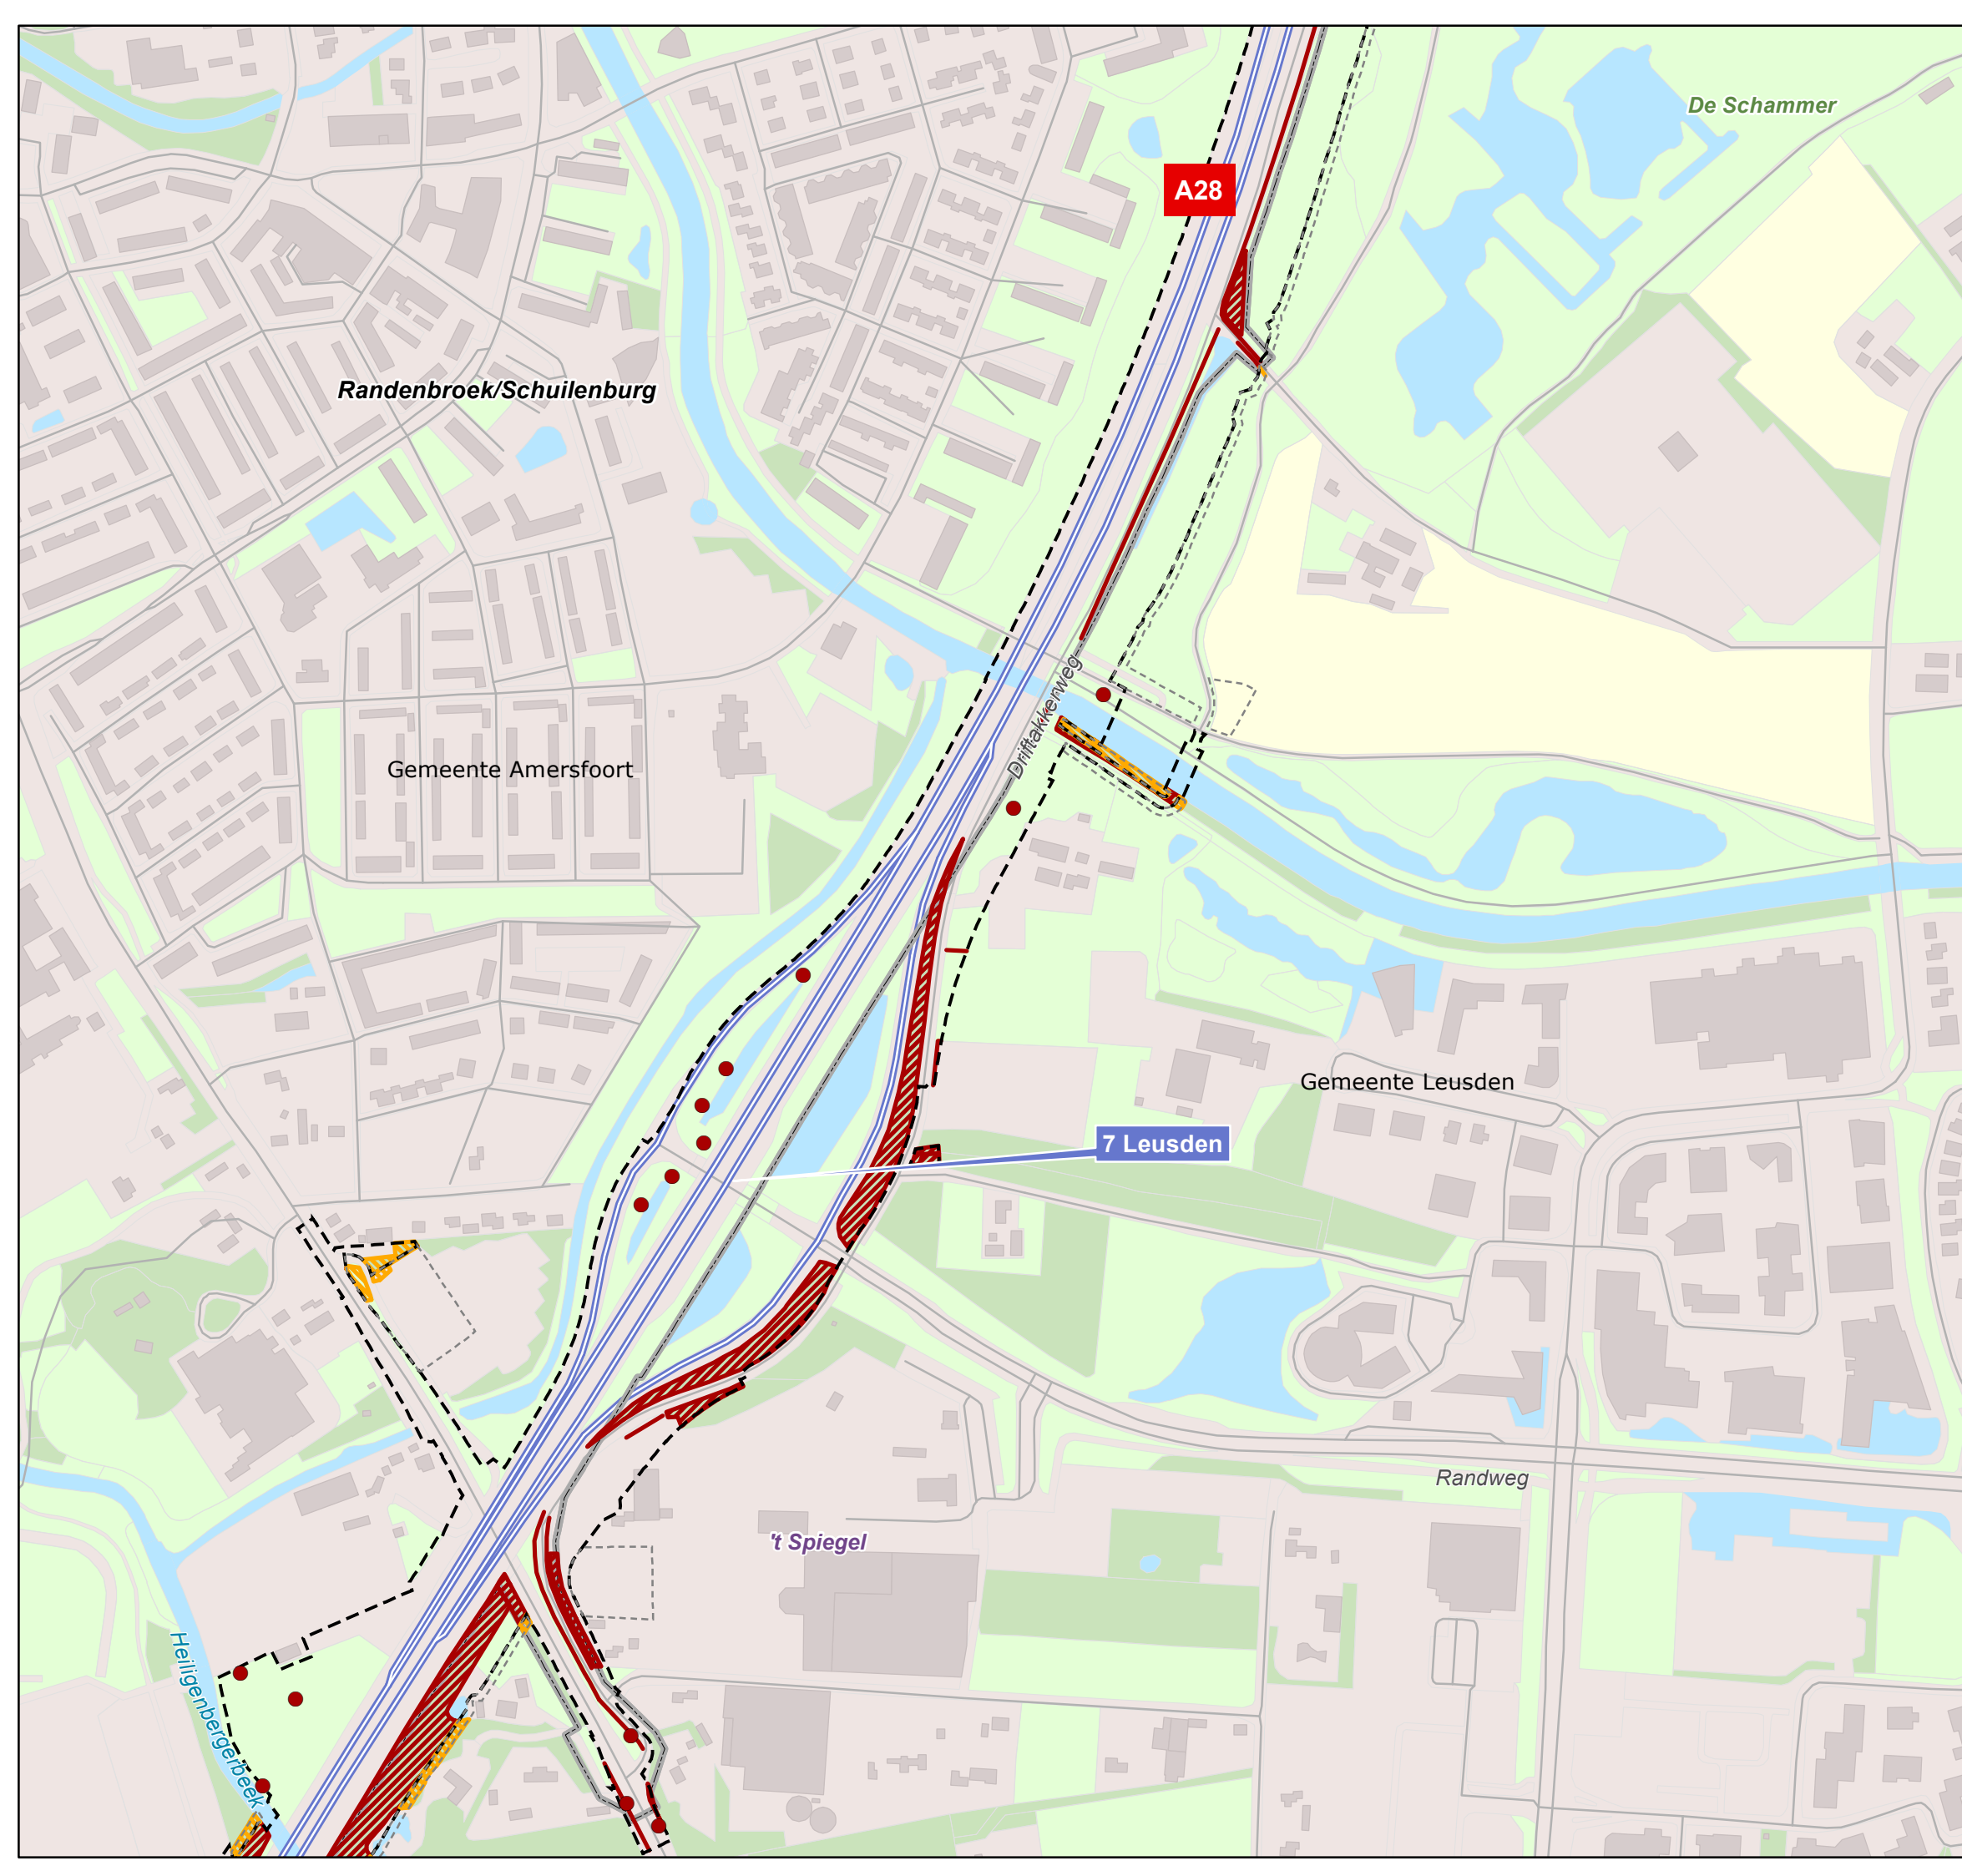 De Schammer
A28
Randenbroek/Schuilenburg
Driftakkerweg
Gemeente Amersfoort
Gemeente Leusden
7 Leusden
Randweg
't Spiegel
Heiligenbergerbeek